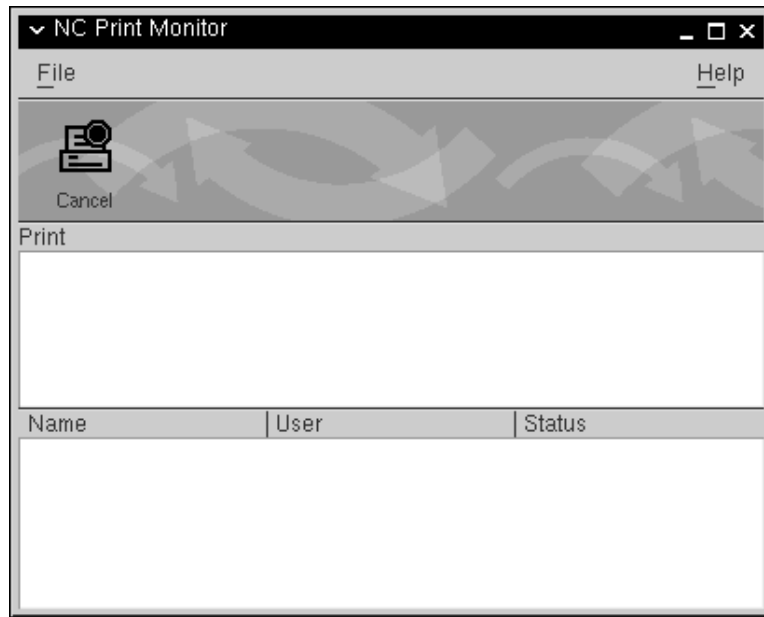 NC Print Monitor
File Help
Cancel
Print
Name User Status